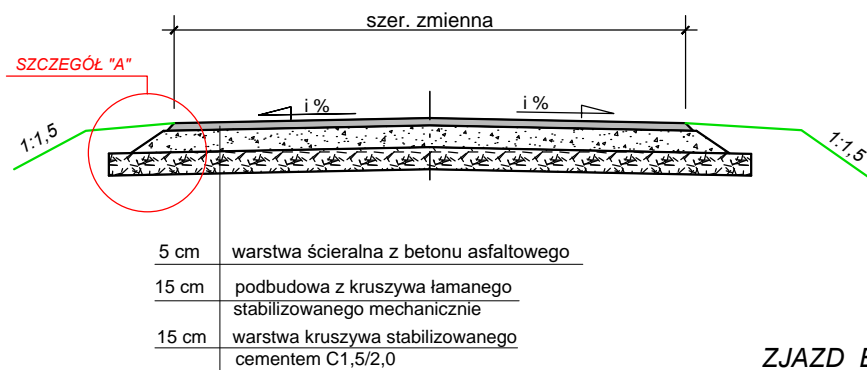 szer. zmienna
SZCZEGÓŁ "A"
i %
i %
1:1,5
1:1,5
5 cm warstwa ścieralna z betonu asfaltowego
15 cm podbudowa z kruszywa łamanego
stabilizowanego mechanicznie
15 cm warstwa kruszywa stabilizowanego
cementem C1,5/2,0
ZJAZD